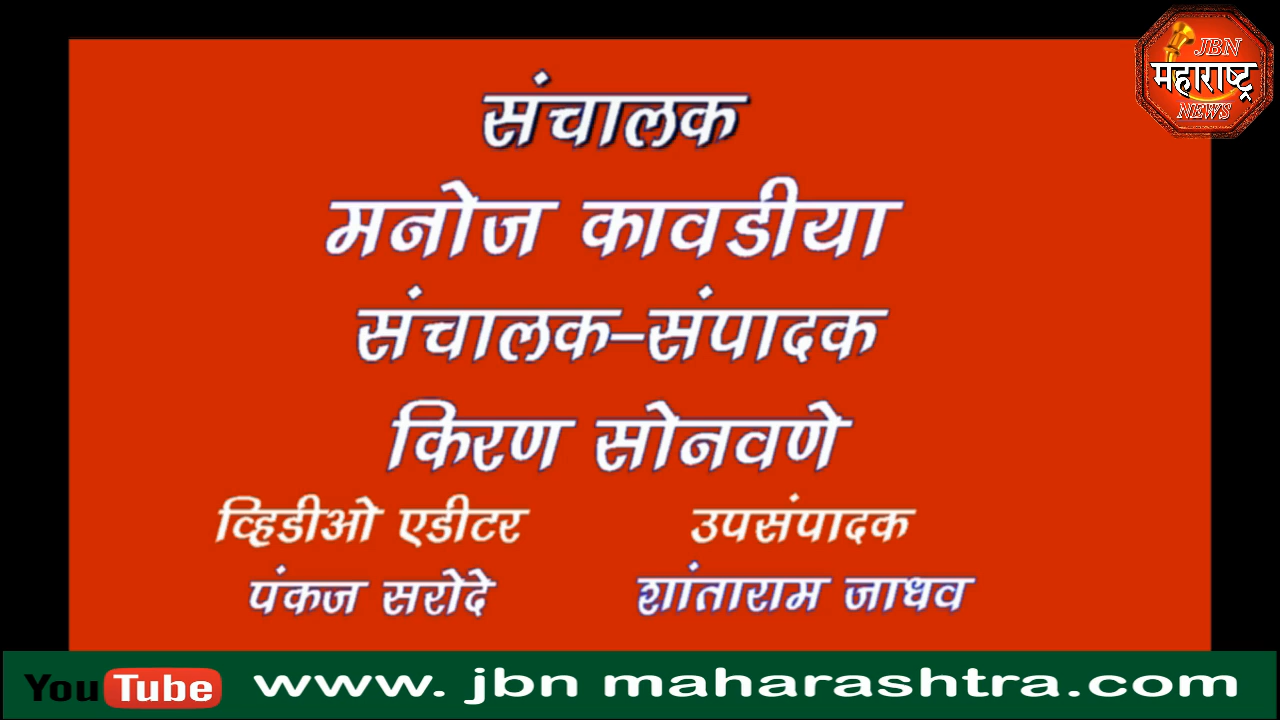 JBN
महाराष्ट्र
NEWS
संचालक
मनोज कावडीया
संचालक–संपादक
किरण सोनवणे
व्हिडीओ एडीटर
उपसंपादक
पंकज सरोदे
शांताराम जाधव
YouTube
www. jbn maharashtra.com